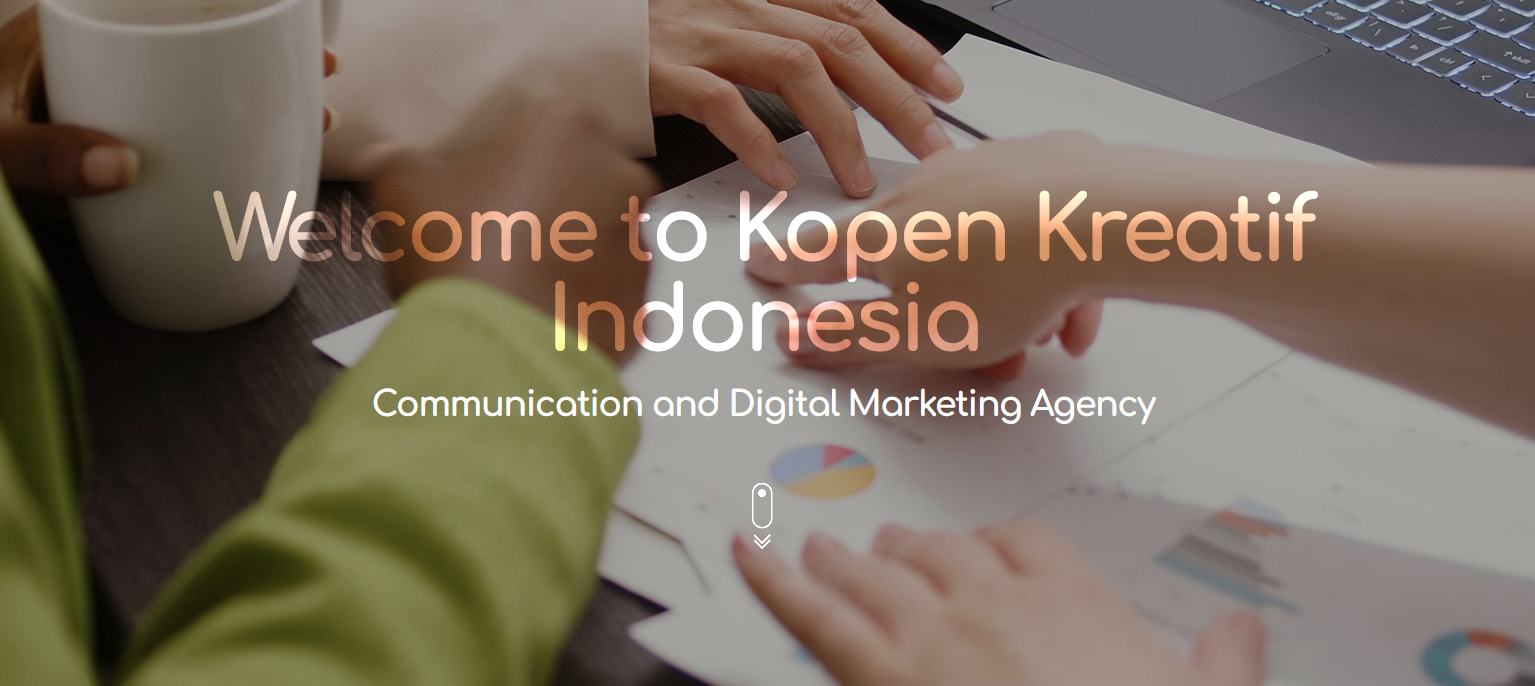 Welcome to Kopen Kreatif
Indonesia
Communication and Digital Marketing Agency